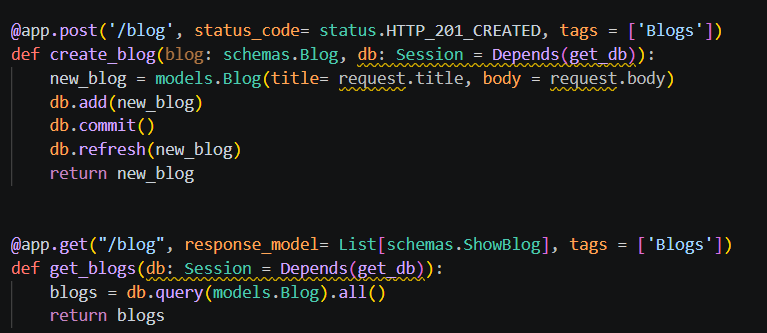 @app.post('/blog', status_code= status.HTTP_201_CREATED, tags = ['Blogs'])
def create_blog(blog: schemas.Blog, db: Session = Depends(get_db)):
    new_blog = models.Blog(title= request.title, body = request.body)
    db.add(new_blog)
    db.commit()
    db.refresh(new_blog)
    return new_blog
@app.get("/blog", response_model= List[schemas.ShowBlog], tags = ['Blogs'])
def get_blogs(db: Session = Depends(get_db)):
    blogs = db.query(models.Blog).all()
    return blogs